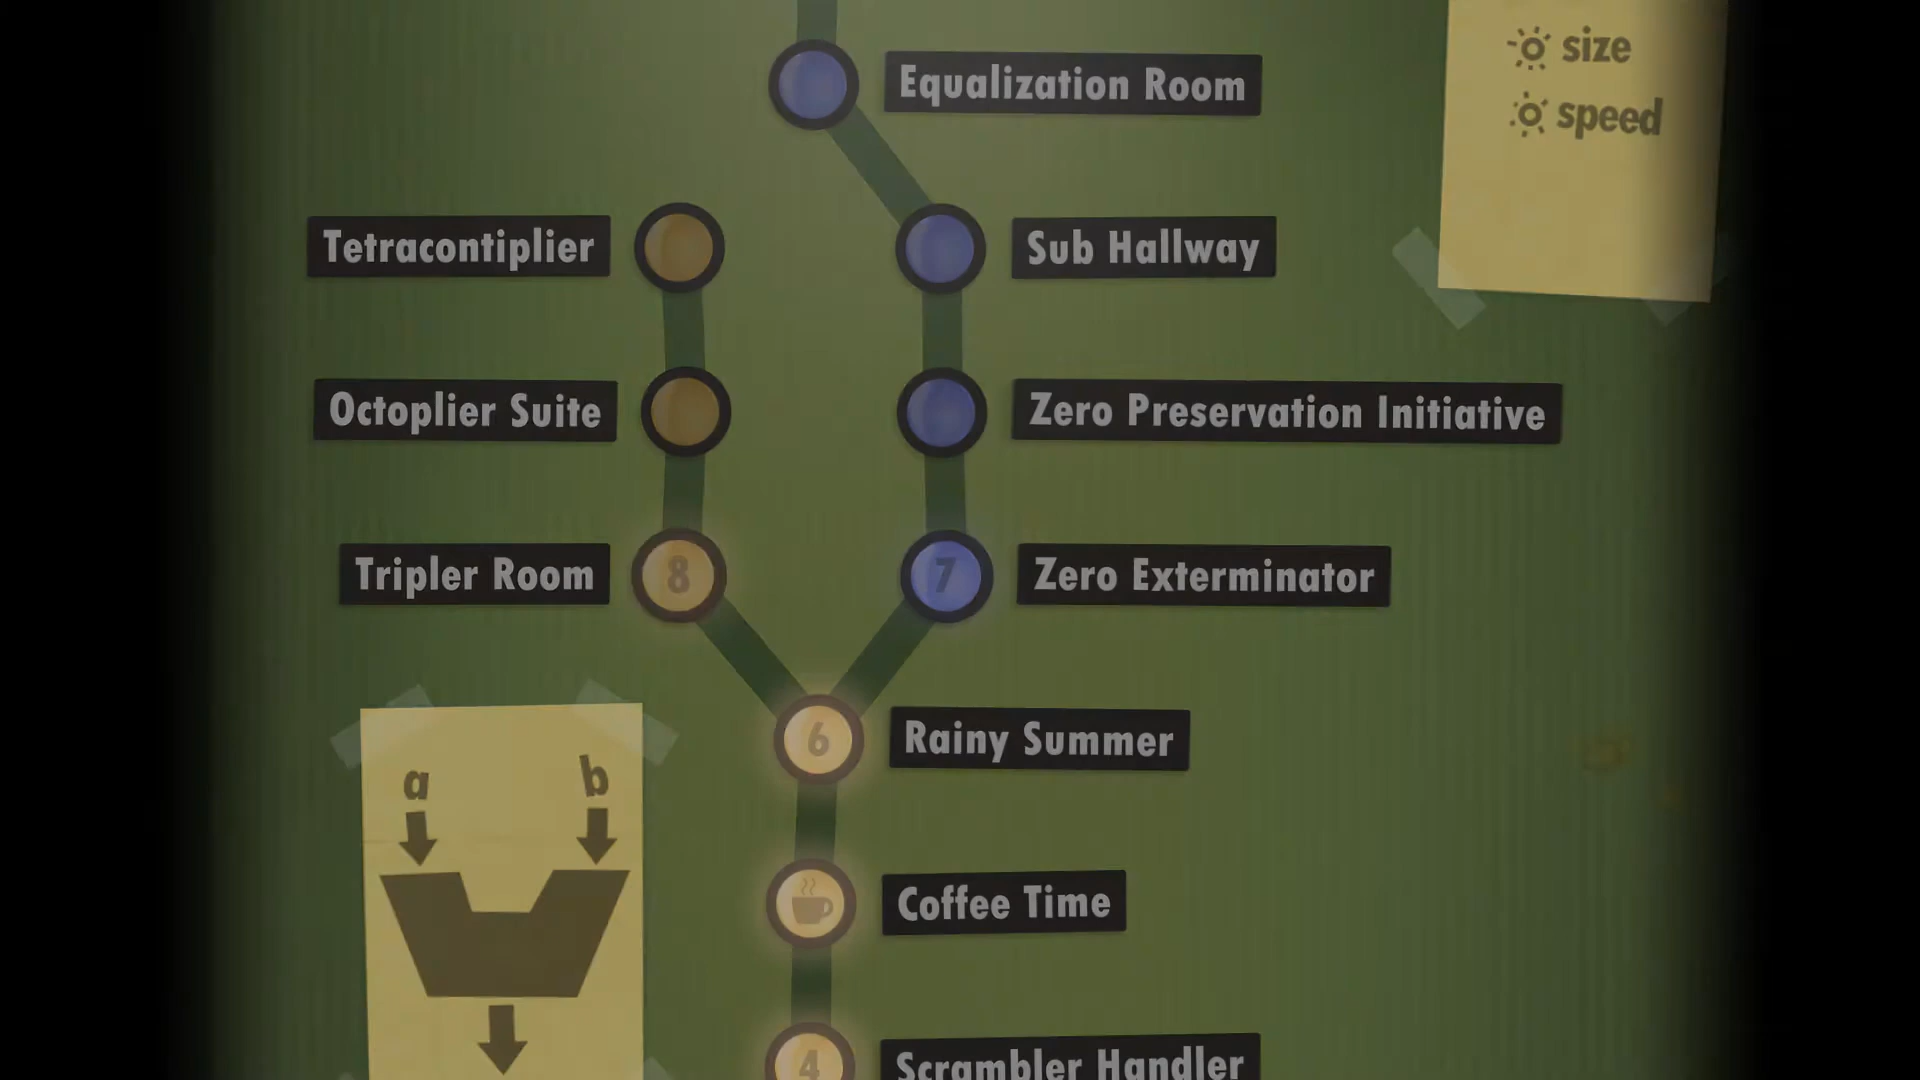 size
speed
Equalization Room
Tetracontiplier
Sub Hallway
Octoplier Suite
Zero Preservation Initiative
Tripler Room
8
7
Zero Exterminator
6
Rainy Summer
a
b
Coffee Time
4
Scrambler Handler